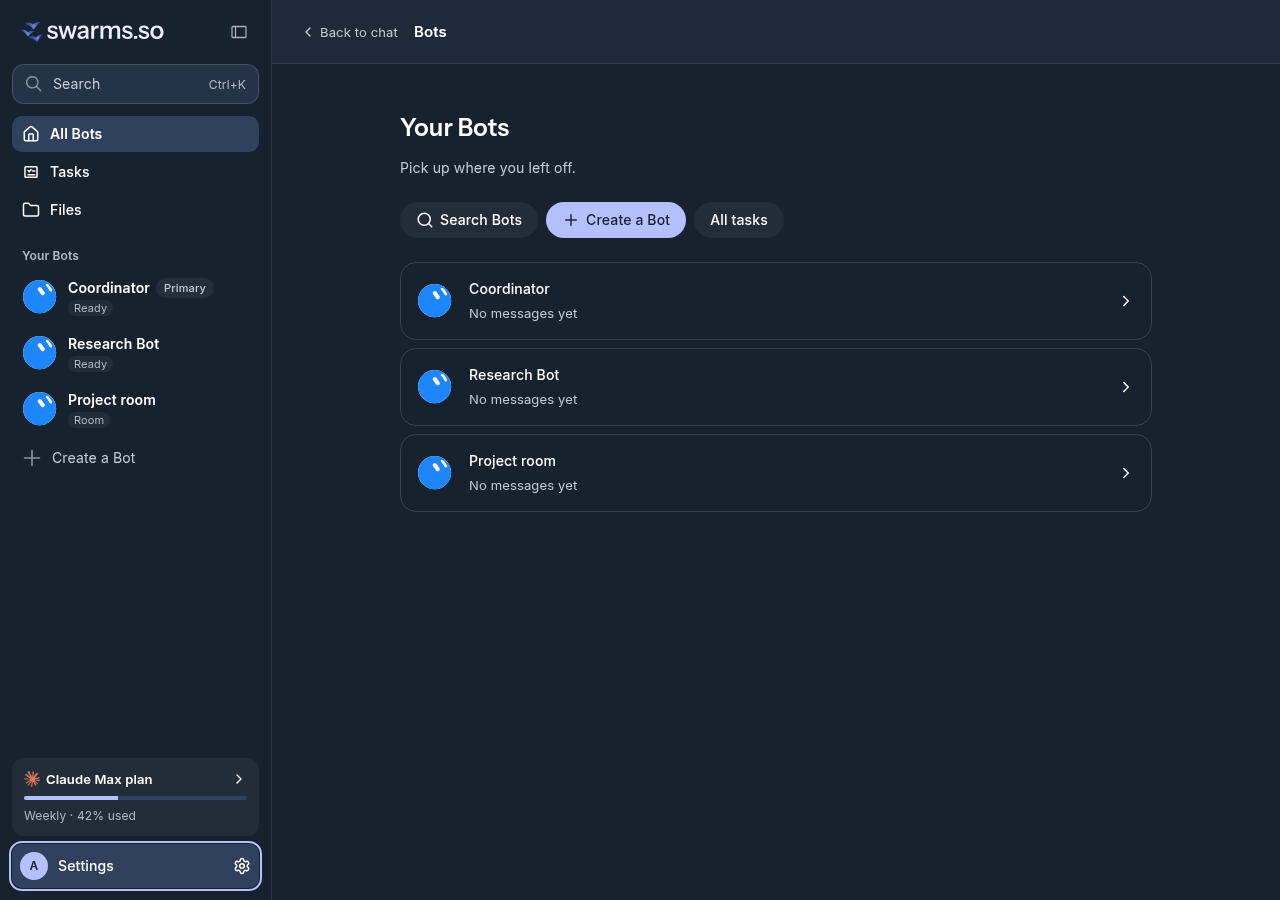 swarms.so
Search Ctrl+K
All Bots
Tasks
Files
Your Bots
Coordinator Primary
Ready
Research Bot
Ready
Project room
Room
Create a Bot
Claude Max plan
Weekly · 42% used
A Settings
Back to chat Bots
Your Bots
Pick up where you left off.
Search Bots Create a Bot All tasks
Coordinator
No messages yet
Research Bot
No messages yet
Project room
No messages yet